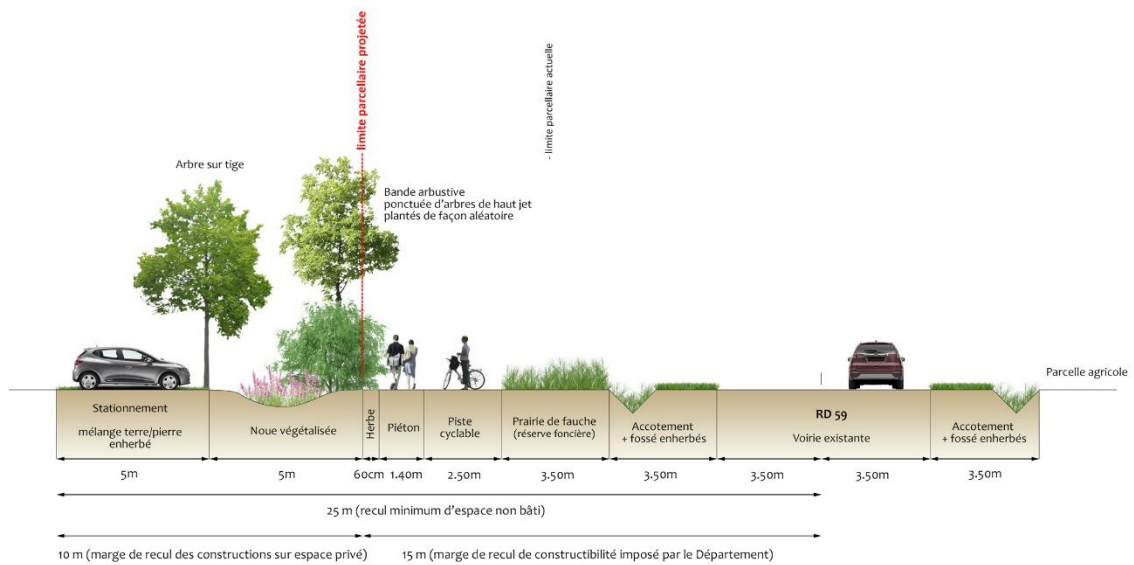 limite parcellaire projetée
- limite parcellaire actuelle
Arbre sur tige
Bande arbustive
ponctuée d'arbres de haut jet
plantés de façon aléatoire
Parcelle agricole
Stationnement
mélange terre/pierre
enherbé
Noue végétalisée
Herbe
Piéton
Piste
cyclable
Prairie de fauche
(réserve foncière)
Accotement
+ fossé enherbés
RD 59
Voirie existante
Accotement
+ fossé enherbés
5m
5m
60cm
1.40m
2.50m
3.50m
3.50m
3.50m
3.50m
3.50m
25 m (recul minimum d'espace non bâti)
10 m (marge de recul des constructions sur espace privé)
15 m (marge de recul de constructibilité imposé par le Département)